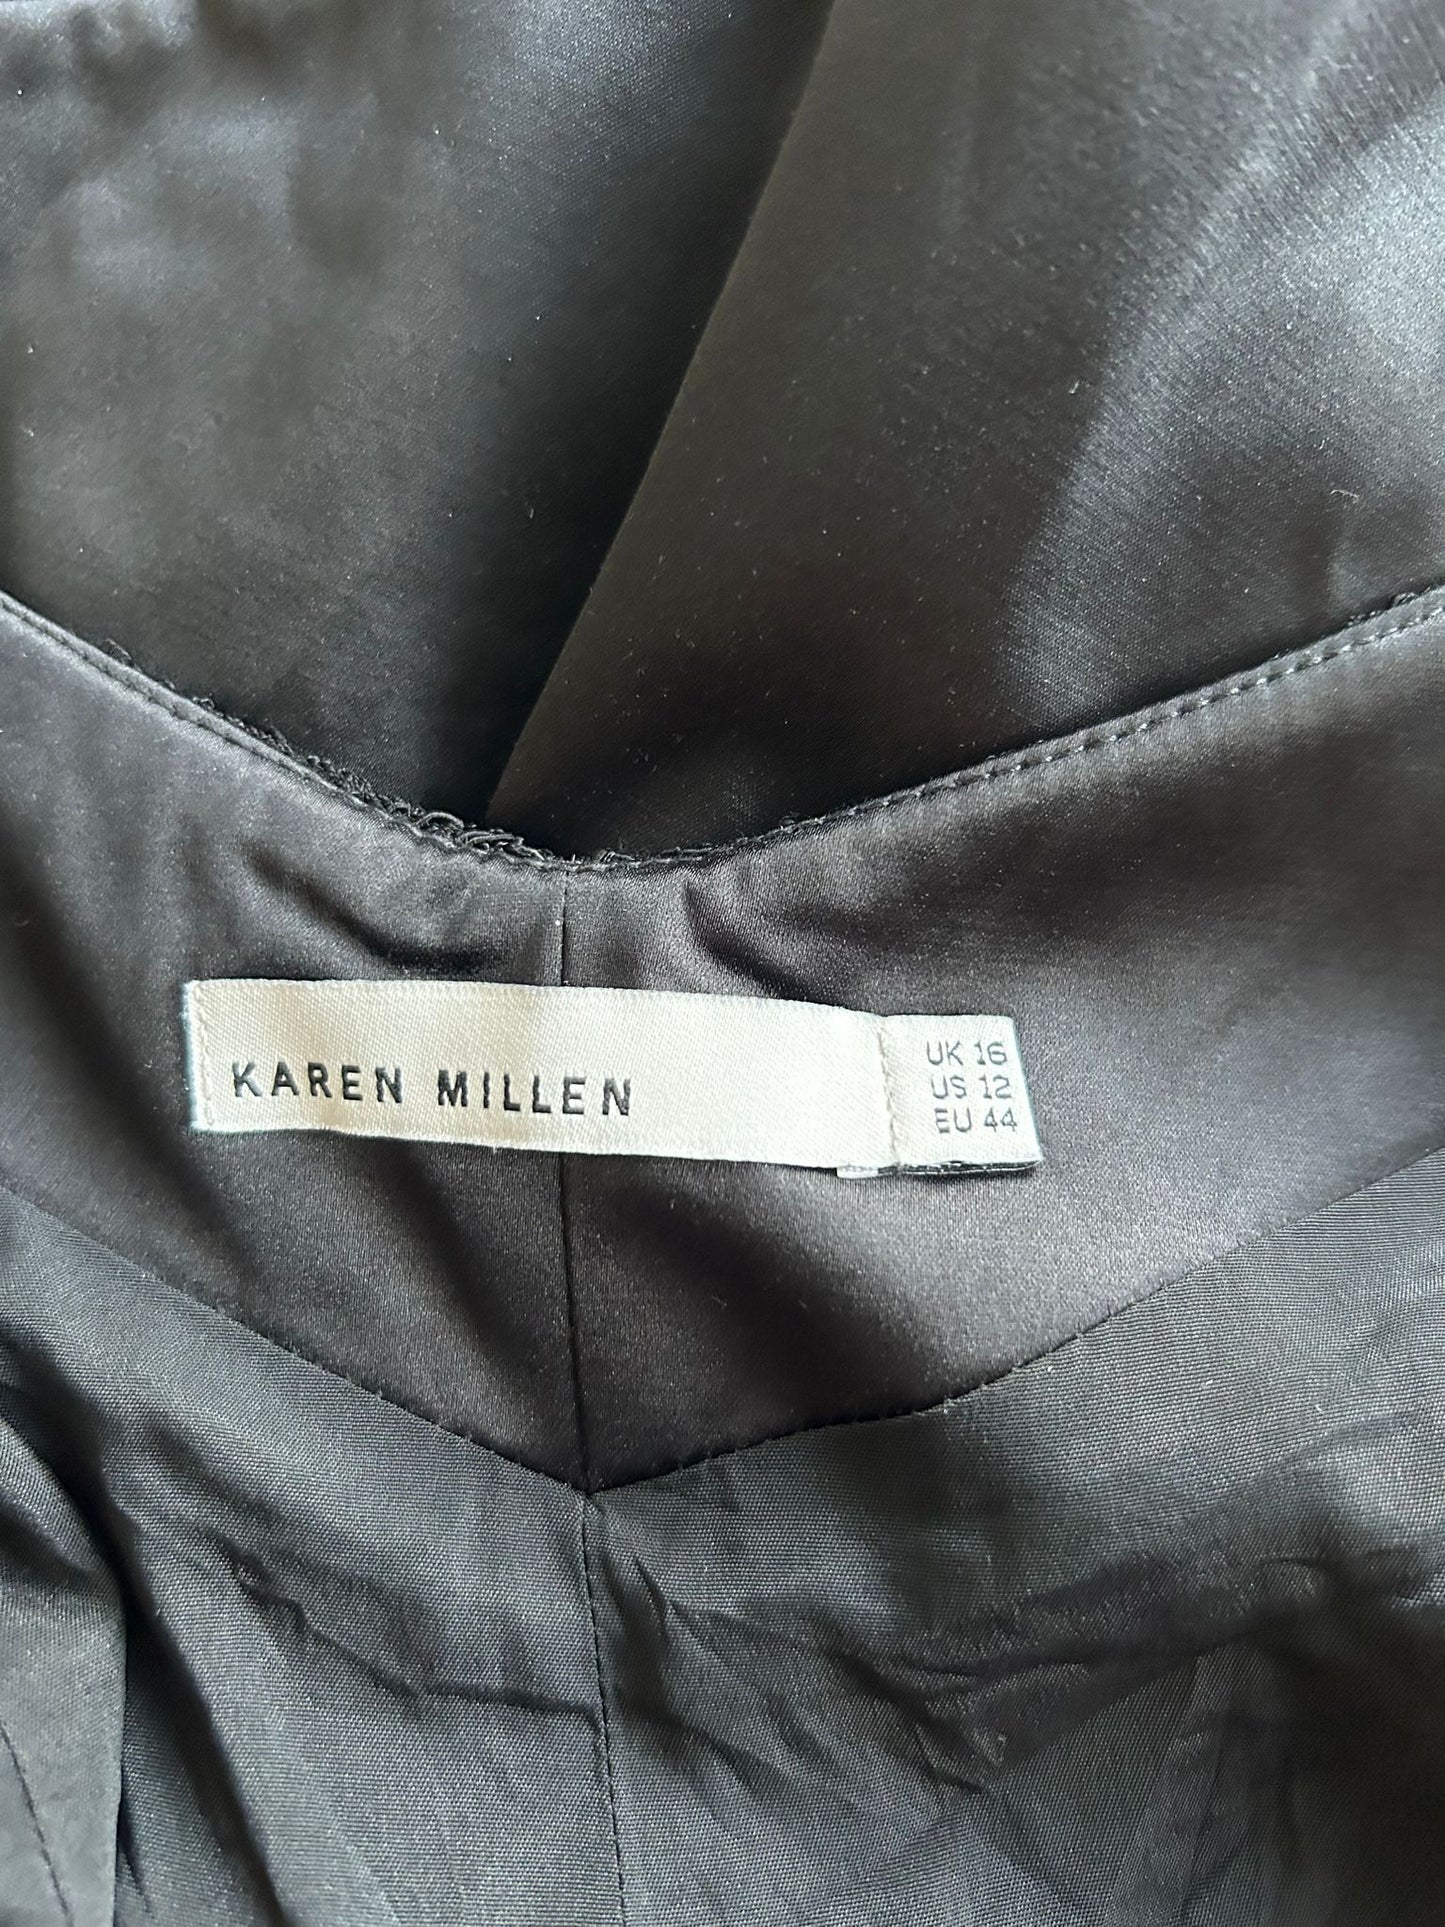 KAREN MILLEN
UK 16
US 12
EU 44